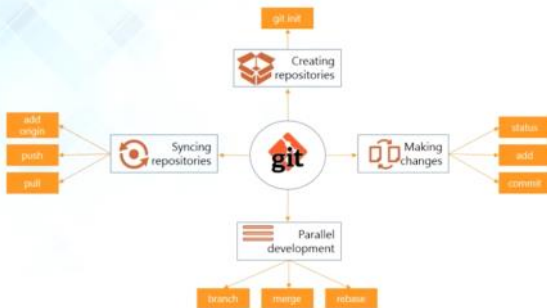 git init
Creating
repositories
add
origin
push
pull
Syncing
repositories
git
Making
changes
status
add
commit
Parallel
development
branch
merge
rebase